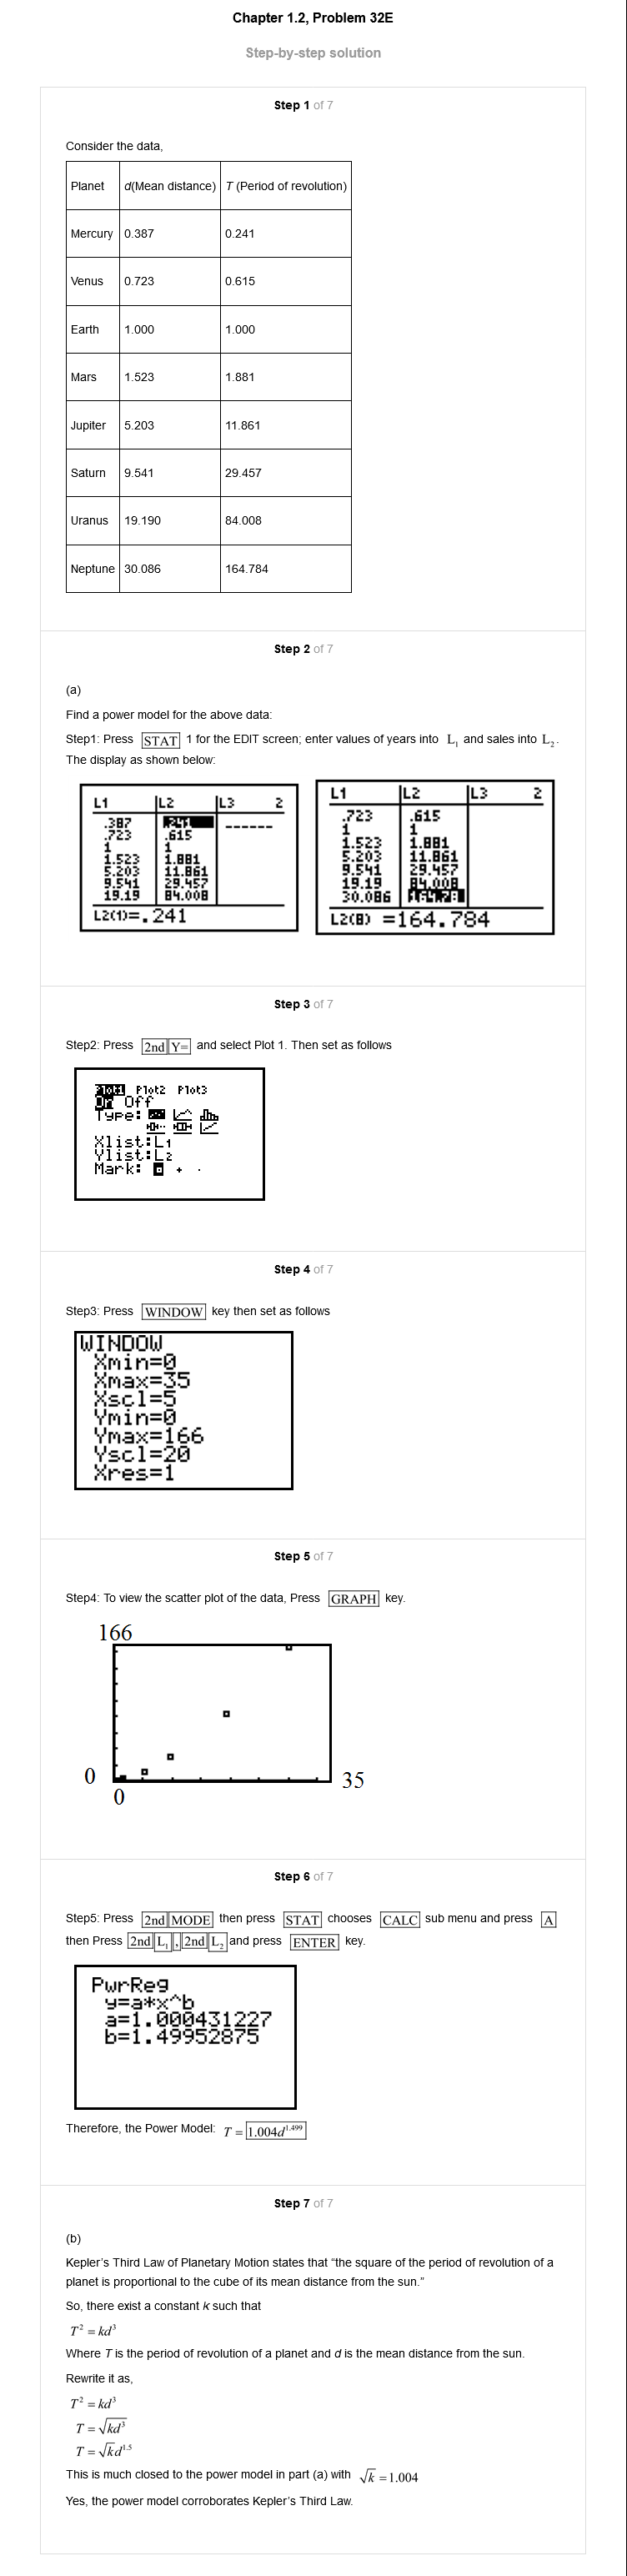 Chapter 1.2, Problem 32E
Step-by-step solution
Step 1 of 7
Consider the data,
Planet d(Mean distance) T (Period of revolution)
Mercury 0.387 0.241
Venus 0.723 0.615
Earth 1.000 1.000
Mars 1.523 1.881
Jupiter 5.203 11.861
Saturn 9.541 29.457
Uranus 19.190 84.008
Neptune 30.086 164.784
Step 2 of 7
(a)
Find a power model for the above data:
Step1: Press STAT 1 for the EDIT screen; enter values of years into L₁ and sales into L₂.
The display as shown below:
L1 L2 L3 2
.387 .241 ------
.723 .615
1 1
1.523 1.881
5.203 11.861
9.541 29.457
19.19 84.008
L2(1)=.241
L1 L2 L3 2
.723 .615
1 1
1.523 1.881
5.203 11.861
9.541 29.457
19.19 84.008
30.086 164.78
L2(8) =164.784
Step 3 of 7
Step2: Press 2nd Y= and select Plot 1. Then set as follows
Plot1 Plot2 Plot3
On Off
Type:
Xlist:L1
Ylist:L2
Mark: ▫ + ·
Step 4 of 7
Step3: Press WINDOW key then set as follows
WINDOW
Xmin=0
Xmax=35
Xscl=5
Ymin=0
Ymax=166
Yscl=20
Xres=1
Step 5 of 7
Step4: To view the scatter plot of the data, Press GRAPH key.
166
0 35
0
Step 6 of 7
Step5: Press 2nd MODE then press STAT chooses CALC sub menu and press A
then Press 2nd L₁ , 2nd L₂ and press ENTER key.
PwrReg
y=a*x^b
a=1.000431227
b=1.49952875
Therefore, the Power Model: T = 1.004d^1.499
Step 7 of 7
(b)
Kepler's Third Law of Planetary Motion states that “the square of the period of revolution of a
planet is proportional to the cube of its mean distance from the sun.”
So, there exist a constant k such that
T² = kd³
Where T is the period of revolution of a planet and d is the mean distance from the sun.
Rewrite it as,
T² = kd³
T = √kd³
T = √k d^1.5
This is much closed to the power model in part (a) with √k = 1.004
Yes, the power model corroborates Kepler's Third Law.